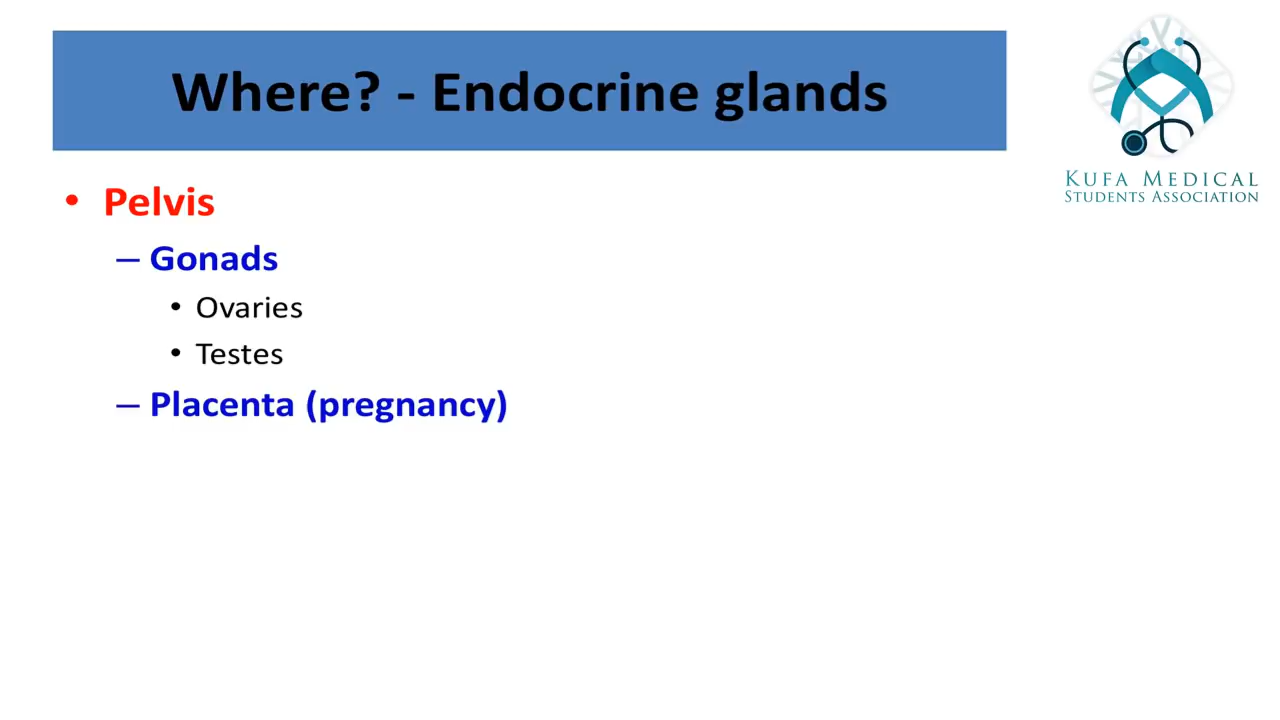 Where? - Endocrine glands
KUFA MEDICAL
STUDENTS ASSOCIATION
• Pelvis
– Gonads
• Ovaries
• Testes
– Placenta (pregnancy)